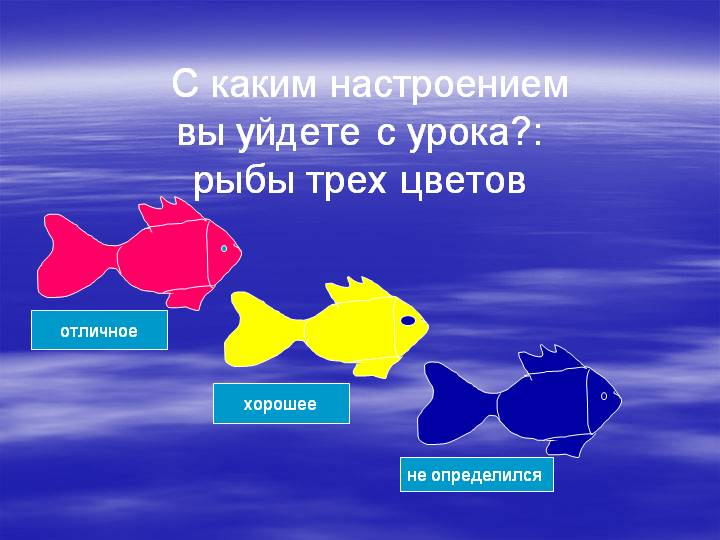 С каким настроением
вы уйдете с урока?:
рыбы трех цветов
отличное
хорошее
не определился